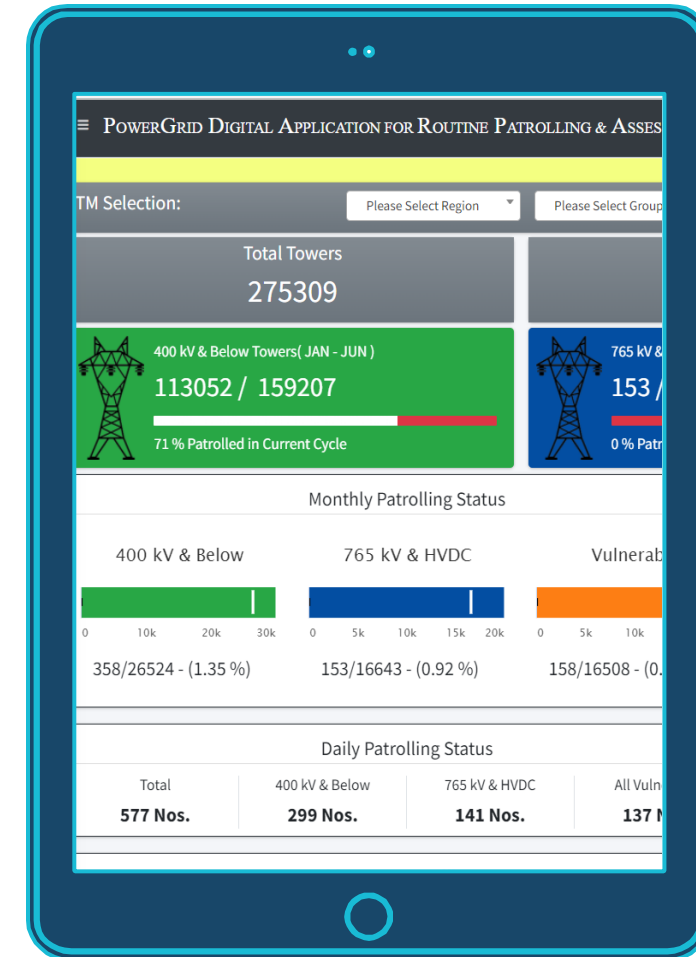 ≡ POWERGRID DIGITAL APPLICATION FOR ROUTINE PATROLLING & ASSES
TM Selection:
Please Select Region
Please Select Group
Total Towers
275309
400 kV & Below Towers( JAN - JUN )
113052 / 159207
71 % Patrolled in Current Cycle
765 kV &
153 /
0 % Patr
Monthly Patrolling Status
400 kV & Below
0 10k 20k 30k
358/26524 - (1.35 %)
765 kV & HVDC
0 5k 10k 15k 20k
153/16643 - (0.92 %)
Vulnerab
0 5k 10k
158/16508 - (0.
Daily Patrolling Status
Total
577 Nos.
400 kV & Below
299 Nos.
765 kV & HVDC
141 Nos.
All Vuln
137